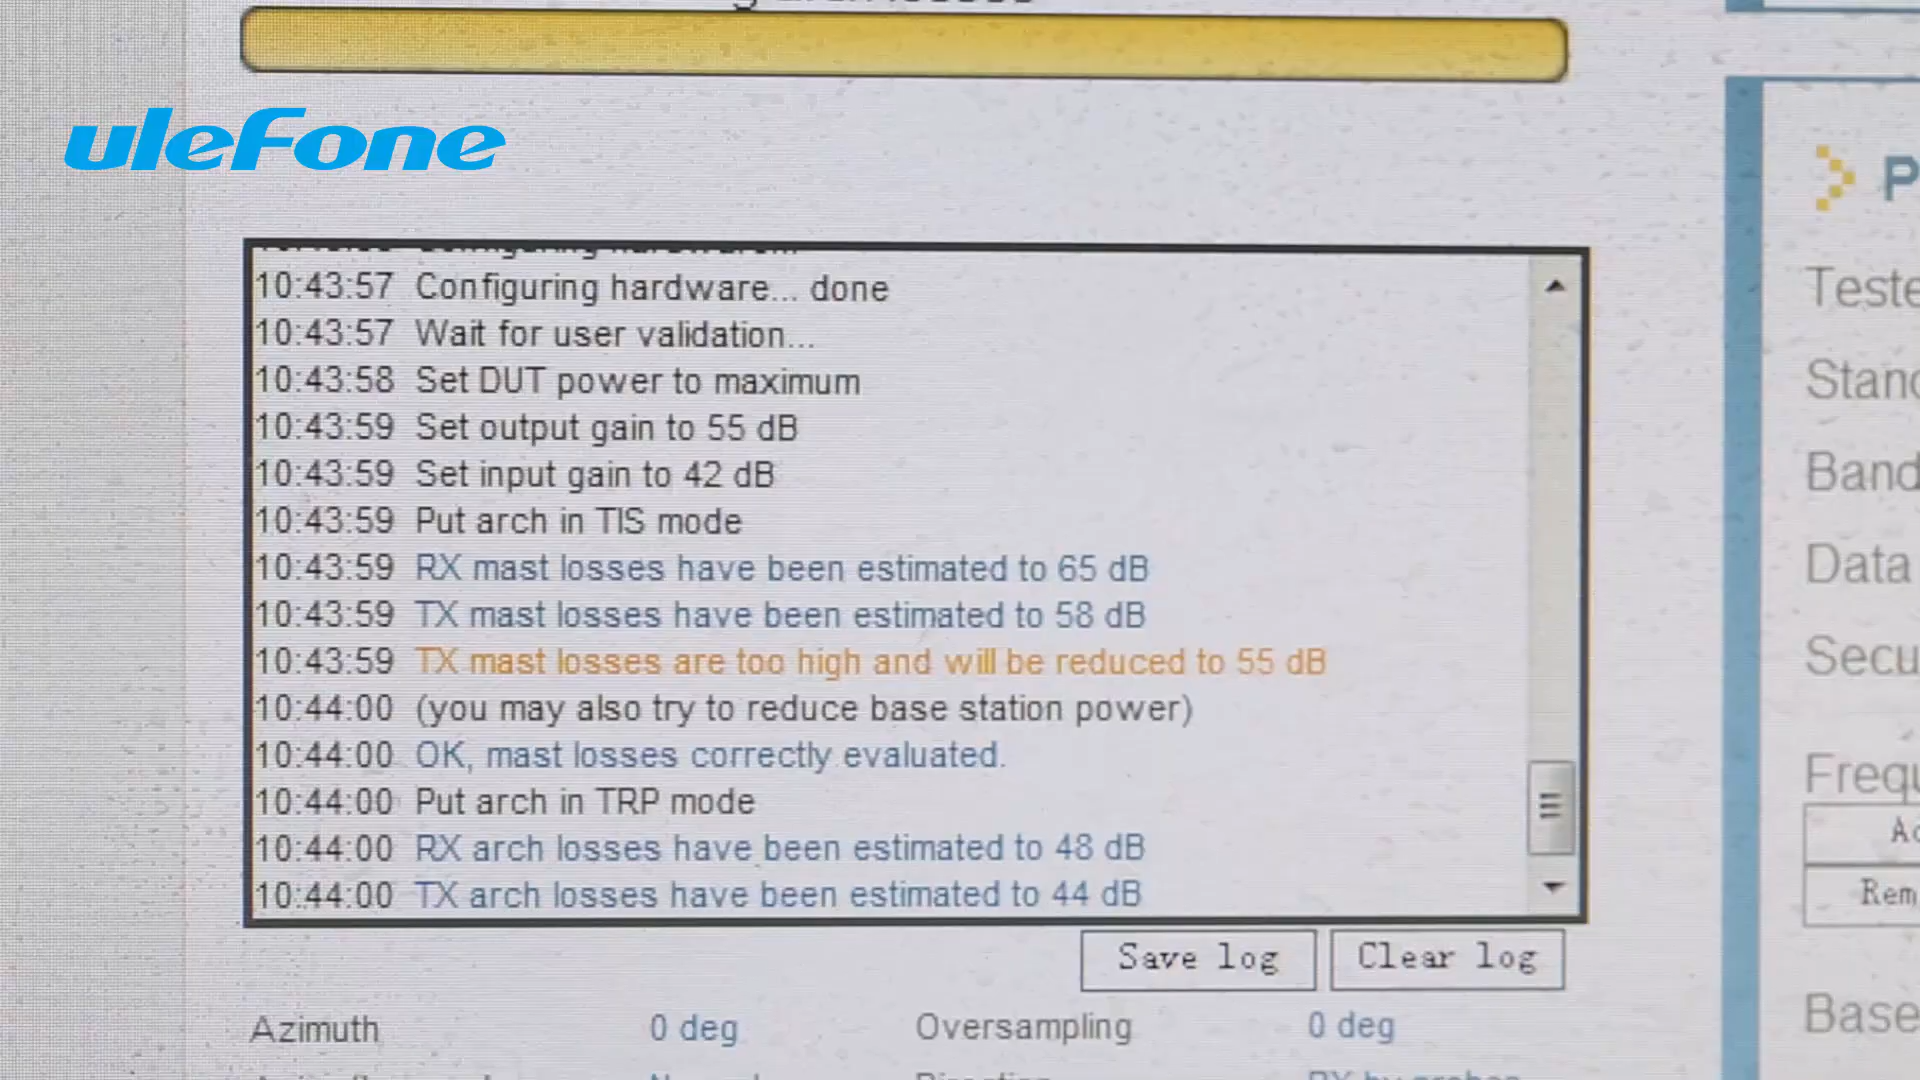 ulefone
10:43:57 Configuring hardware... done
10:43:57 Wait for user validation...
10:43:58 Set DUT power to maximum
10:43:59 Set output gain to 55 dB
10:43:59 Set input gain to 42 dB
10:43:59 Put arch in TIS mode
10:43:59 RX mast losses have been estimated to 65 dB
10:43:59 TX mast losses have been estimated to 58 dB
10:43:59 TX mast losses are too high and will be reduced to 55 dB
10:44:00 (you may also try to reduce base station power)
10:44:00 OK, mast losses correctly evaluated.
10:44:00 Put arch in TRP mode
10:44:00 RX arch losses have been estimated to 48 dB
10:44:00 TX arch losses have been estimated to 44 dB
Save log Clear log
Azimuth 0 deg Oversampling 0 deg
P
Teste
Stand
Band
Data
Secu
Frequ
Ad
Rem
Base